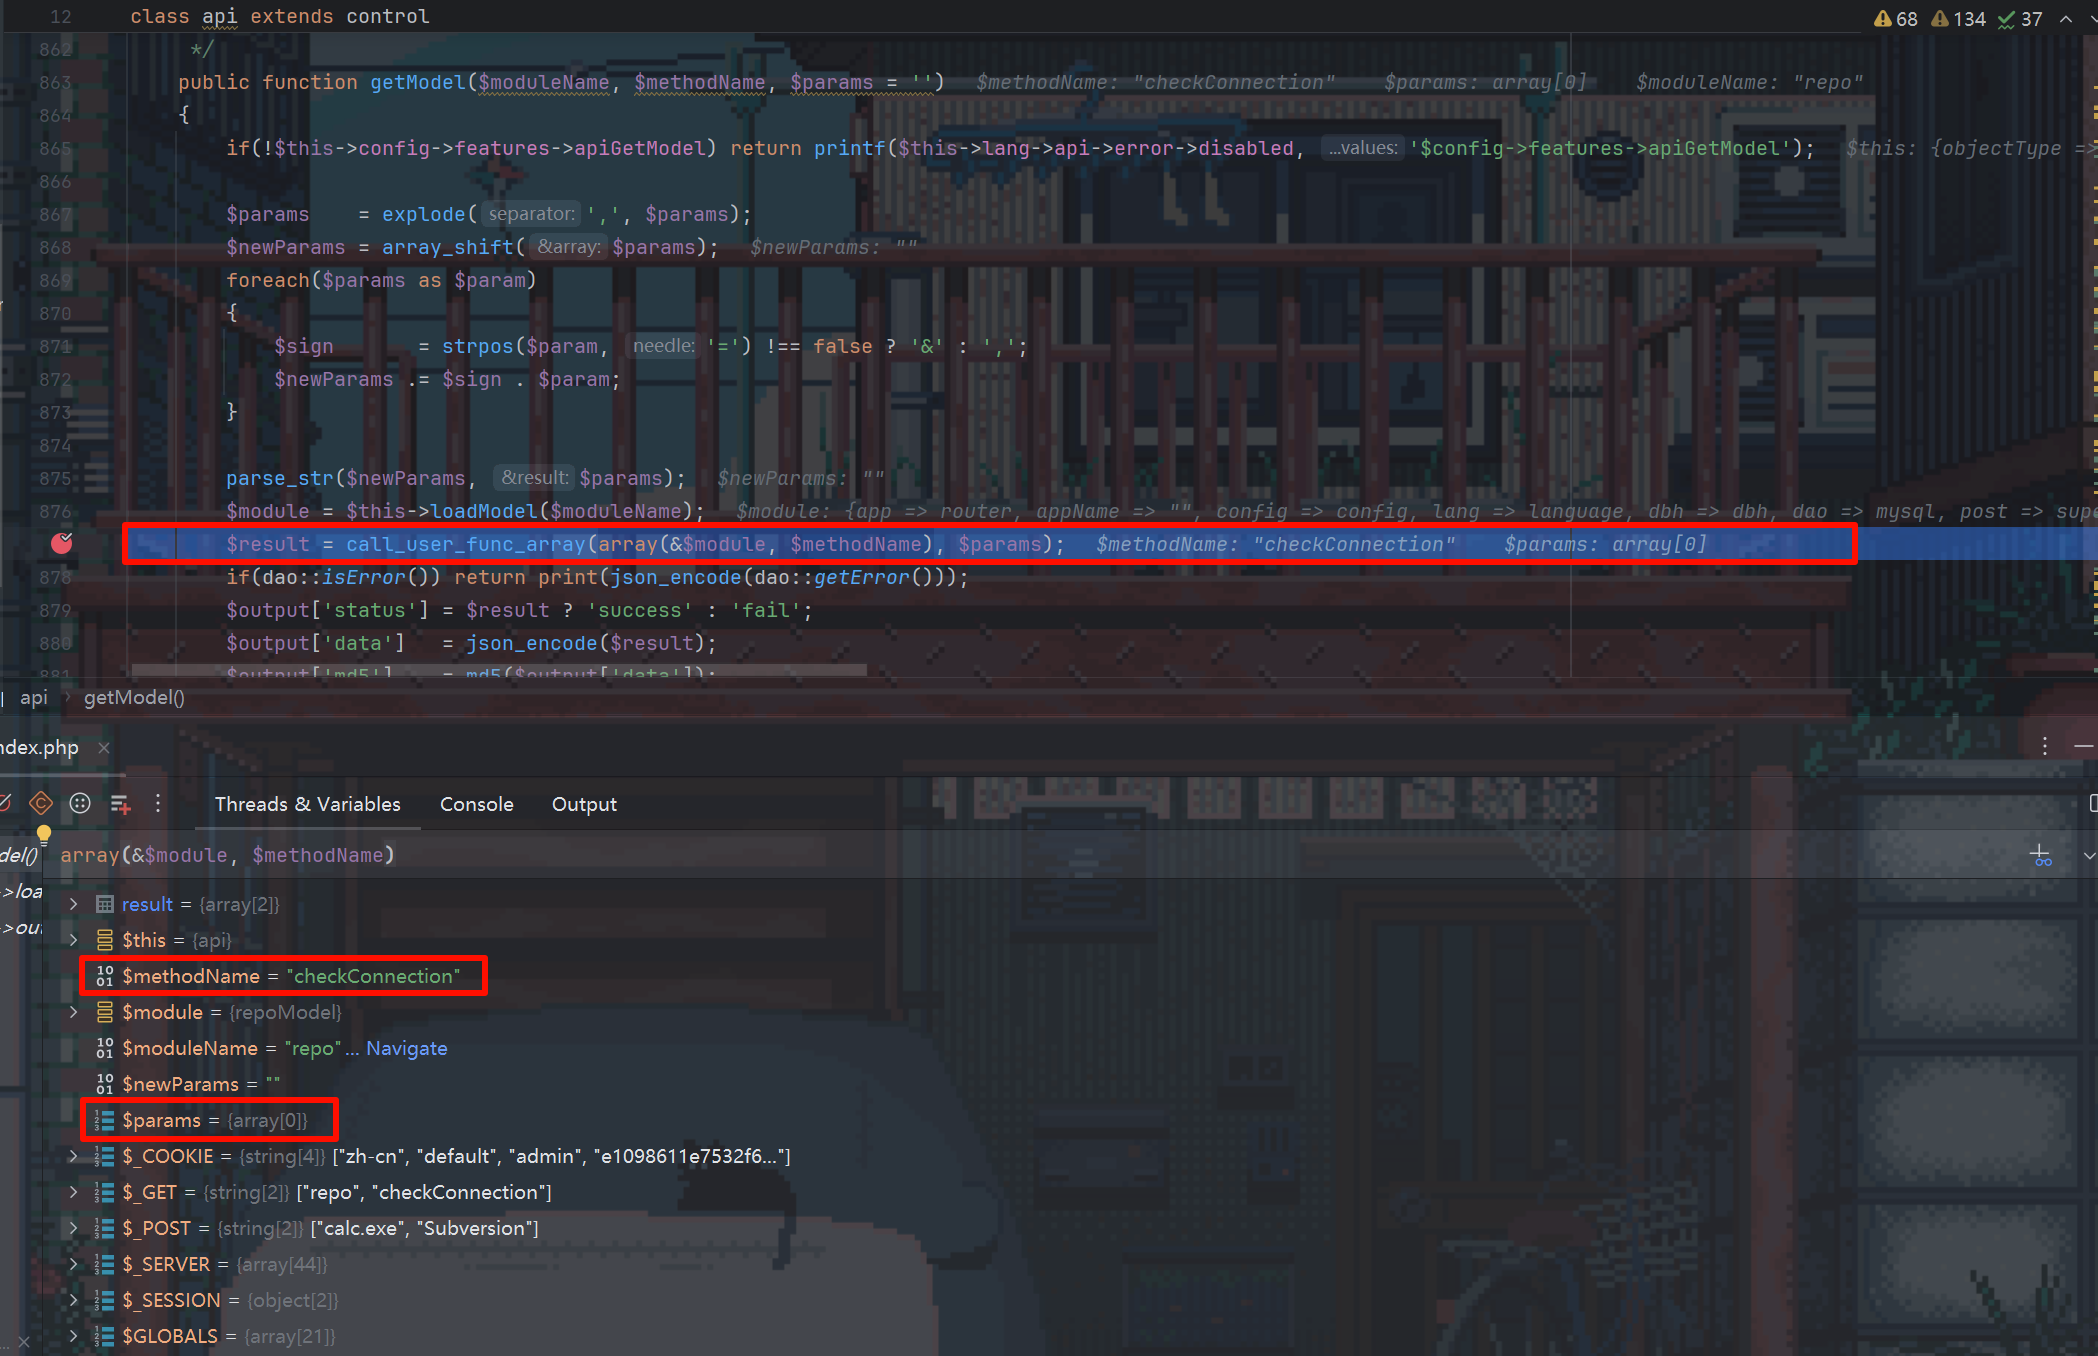 12 class api extends control
68 134 37
862 */
863 public function getModel($moduleName, $methodName, $params = '') $methodName: "checkConnection" $params: array[0] $moduleName: "repo"
864 {
865 if(!$this->config->features->apiGetModel) return printf($this->lang->api->error->disabled, …values: '$config->features->apiGetModel'); $this: {objectType =>
866
867 $params = explode( separator: ',', $params);
868 $newParams = array_shift( &array: $params); $newParams: ""
869 foreach($params as $param)
870 {
871 $sign = strpos($param, needle: '=') !== false ? '&' : ',';
872 $newParams .= $sign . $param;
873 }
874
875 parse_str($newParams, &result: $params); $newParams: ""
876 $module = $this->loadModel($moduleName); $module: {app => router, appName => "", config => config, lang => language, dbh => dbh, dao => mysql, post => supe
$result = call_user_func_array(array(&$module, $methodName), $params); $methodName: "checkConnection" $params: array[0]
878 if(dao::isError()) return print(json_encode(dao::getError()));
879 $output['status'] = $result ? 'success' : 'fail';
880 $output['data'] = json_encode($result);
881 $output['md5'] = md5($output['data']);
api › getModel()
ndex.php
Threads & Variables Console Output
del() array(&$module, $methodName)
->loa
result = {array[2]}
->out
$this = {api}
$methodName = "checkConnection"
$module = {repoModel}
$moduleName = "repo"... Navigate
$newParams = ""
$params = {array[0]}
$_COOKIE = {string[4]} ["zh-cn", "default", "admin", "e1098611e7532f6..."]
$_GET = {string[2]} ["repo", "checkConnection"]
$_POST = {string[2]} ["calc.exe", "Subversion"]
$_SERVER = {array[44]}
$_SESSION = {object[2]}
$GLOBALS = {array[21]}